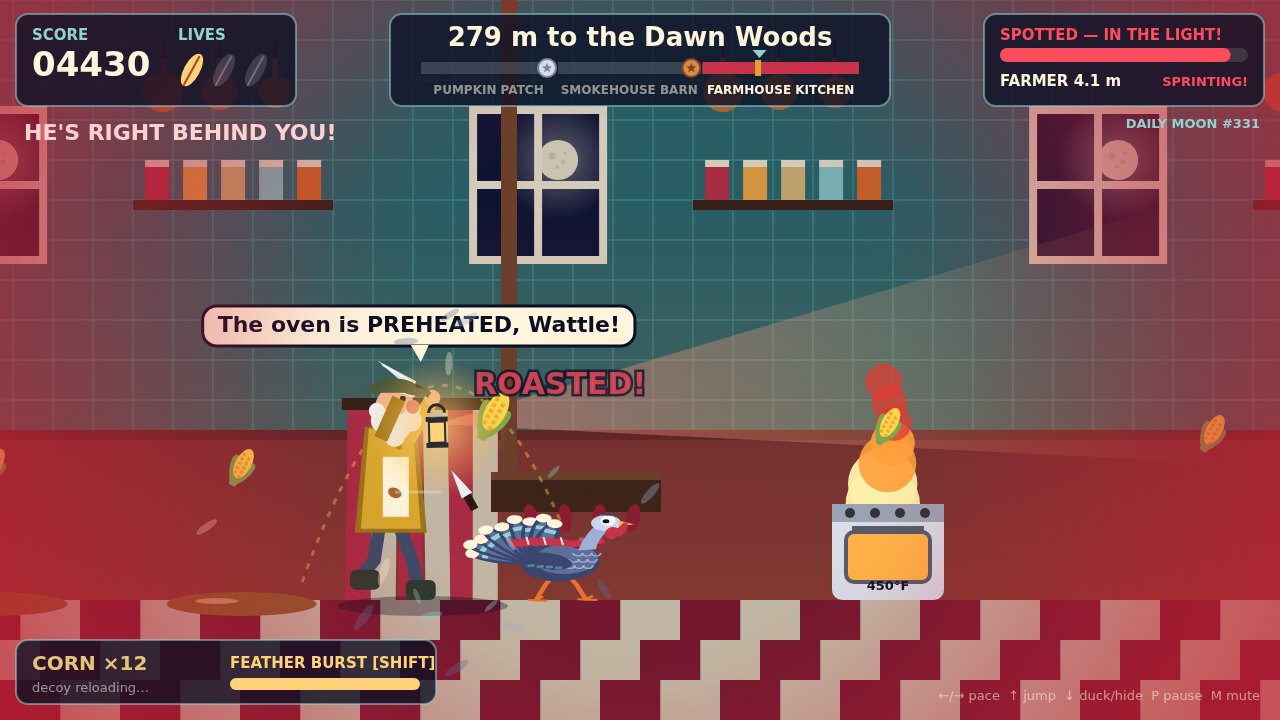 SCORE
04430
LIVES
279 m to the Dawn Woods
PUMPKIN PATCH
SMOKEHOUSE BARN
FARMHOUSE KITCHEN
SPOTTED — IN THE LIGHT!
FARMER 4.1 m
SPRINTING!
DAILY MOON #331
HE'S RIGHT BEHIND YOU!
The oven is PREHEATED, Wattle!
ROASTED!
450°F
CORN ×12
decoy reloading…
FEATHER BURST [SHIFT]
←/→ pace ↑ jump ↓ duck/hide P pause M mute